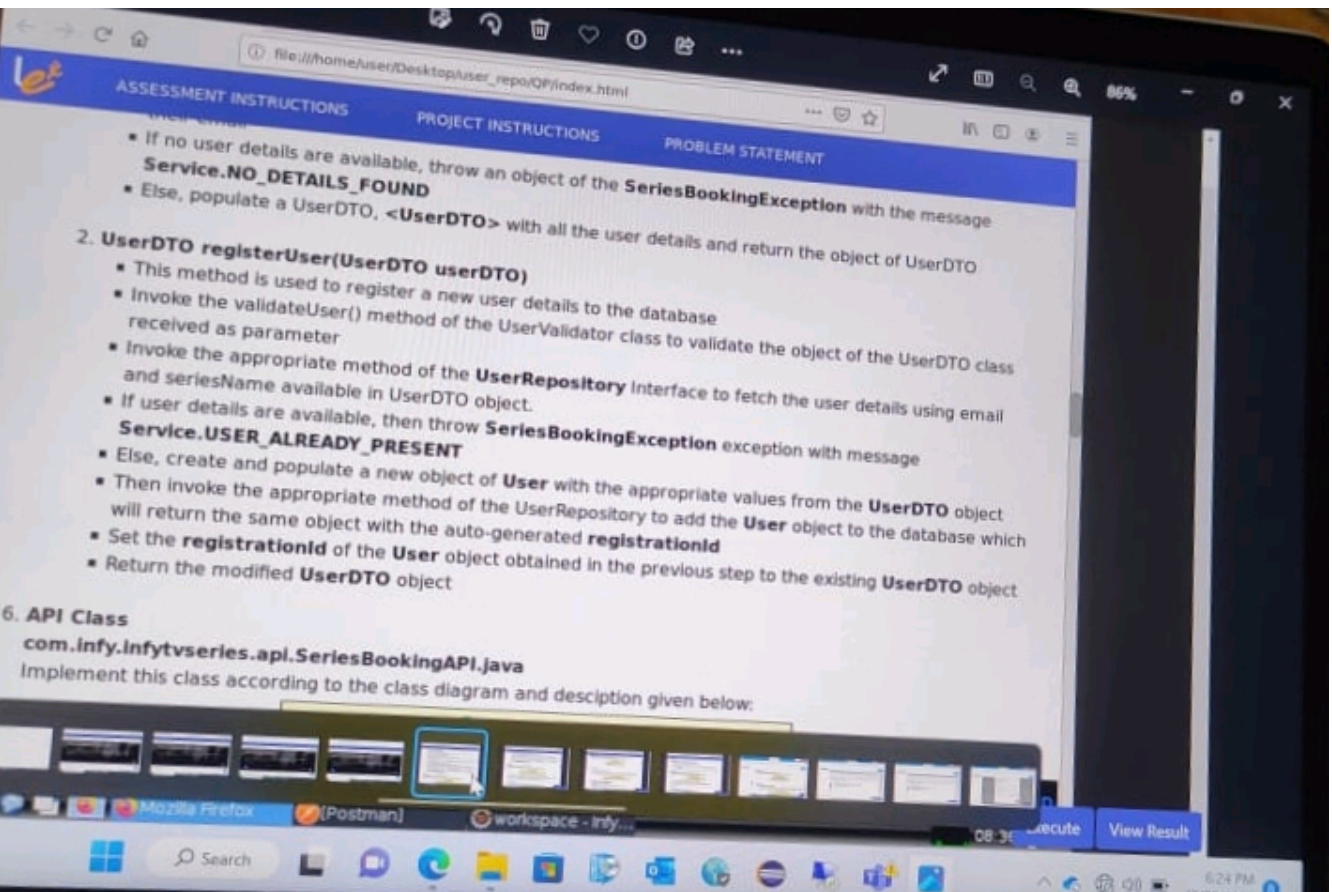 86%
file:///home/user/Desktop/user_repo/QP/index.html
Lex
ASSESSMENT INSTRUCTIONS PROJECT INSTRUCTIONS PROBLEM STATEMENT
▪ If no user details are available, throw an object of the SeriesBookingException with the message
Service.NO_DETAILS_FOUND
▪ Else, populate a UserDTO, <UserDTO> with all the user details and return the object of UserDTO
2. UserDTO registerUser(UserDTO userDTO)
▪ This method is used to register a new user details to the database
▪ Invoke the validateUser() method of the UserValidator class to validate the object of the UserDTO class
received as parameter
▪ Invoke the appropriate method of the UserRepository Interface to fetch the user details using email
and seriesName available in UserDTO object.
▪ If user details are available, then throw SeriesBookingException exception with message
Service.USER_ALREADY_PRESENT
▪ Else, create and populate a new object of User with the appropriate values from the UserDTO object
▪ Then invoke the appropriate method of the UserRepository to add the User object to the database which
will return the same object with the auto-generated registrationId
▪ Set the registrationId of the User object obtained in the previous step to the existing UserDTO object
▪ Return the modified UserDTO object
6. API Class
com.infy.infytvseries.api.SeriesBookingAPI.java
Implement this class according to the class diagram and desciption given below:
Mozilla Firefox [Postman] workspace - Infy...
08:36 View Result
Search
6:24 PM